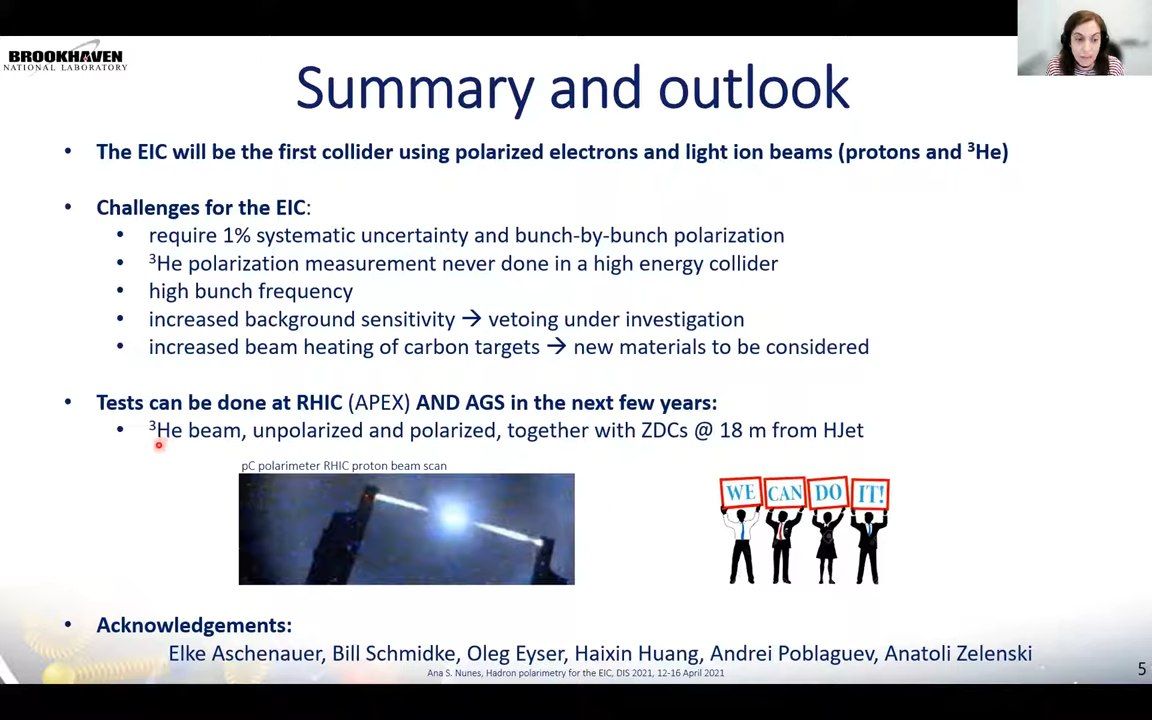 BROOKHAVEN
NATIONAL LABORATORY
Summary and outlook
• The EIC will be the first collider using polarized electrons and light ion beams (protons and ³He)
• Challenges for the EIC:
• require 1% systematic uncertainty and bunch-by-bunch polarization
• ³He polarization measurement never done in a high energy collider
• high bunch frequency
• increased background sensitivity → vetoing under investigation
• increased beam heating of carbon targets → new materials to be considered
• Tests can be done at RHIC (APEX) AND AGS in the next few years:
• ³He beam, unpolarized and polarized, together with ZDCs @ 18 m from HJet
pC polarimeter RHIC proton beam scan
WE CAN DO IT!
• Acknowledgements:
Elke Aschenauer, Bill Schmidke, Oleg Eyser, Haixin Huang, Andrei Poblaguev, Anatoli Zelenski
Ana S. Nunes, Hadron polarimetry for the EIC, DIS 2021, 12-16 April 2021
5